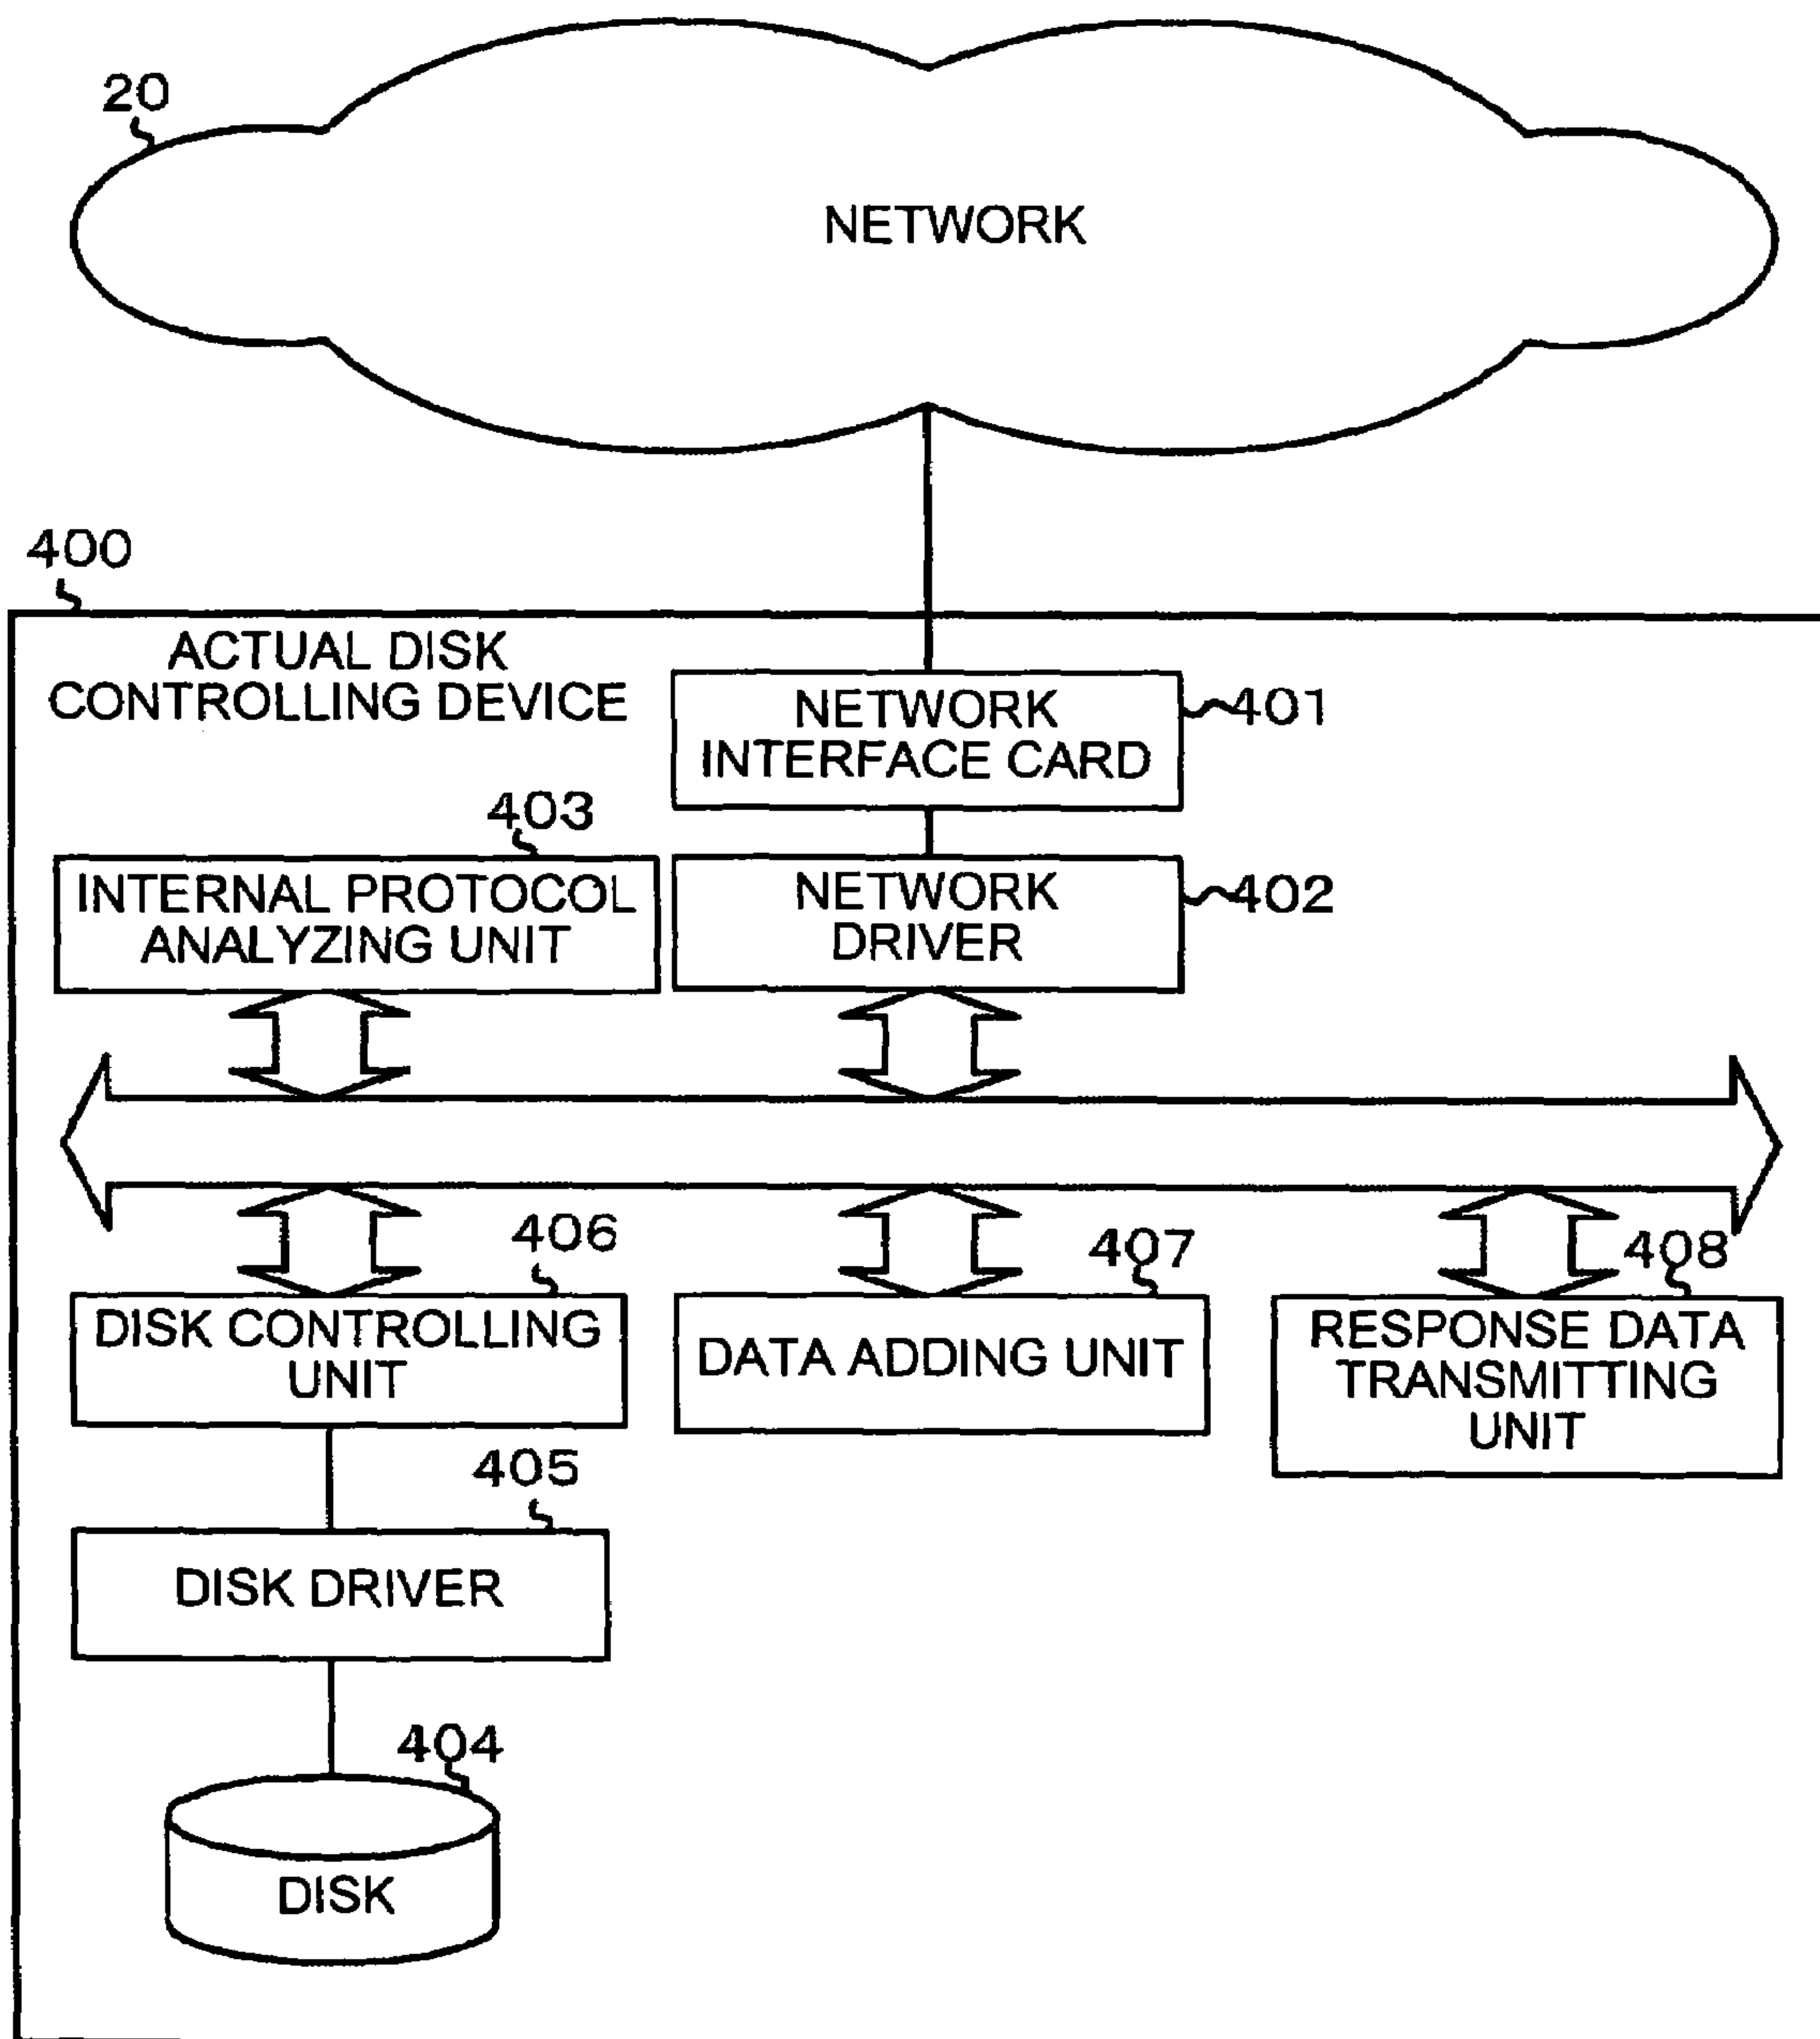 20
NETWORK
400
ACTUAL DISK
CONTROLLING DEVICE
NETWORK
INTERFACE CARD
401
403
INTERNAL PROTOCOL
ANALYZING UNIT
NETWORK
DRIVER
402
406
DISK CONTROLLING
UNIT
407
DATA ADDING UNIT
408
RESPONSE DATA
TRANSMITTING
UNIT
405
DISK DRIVER
404
DISK